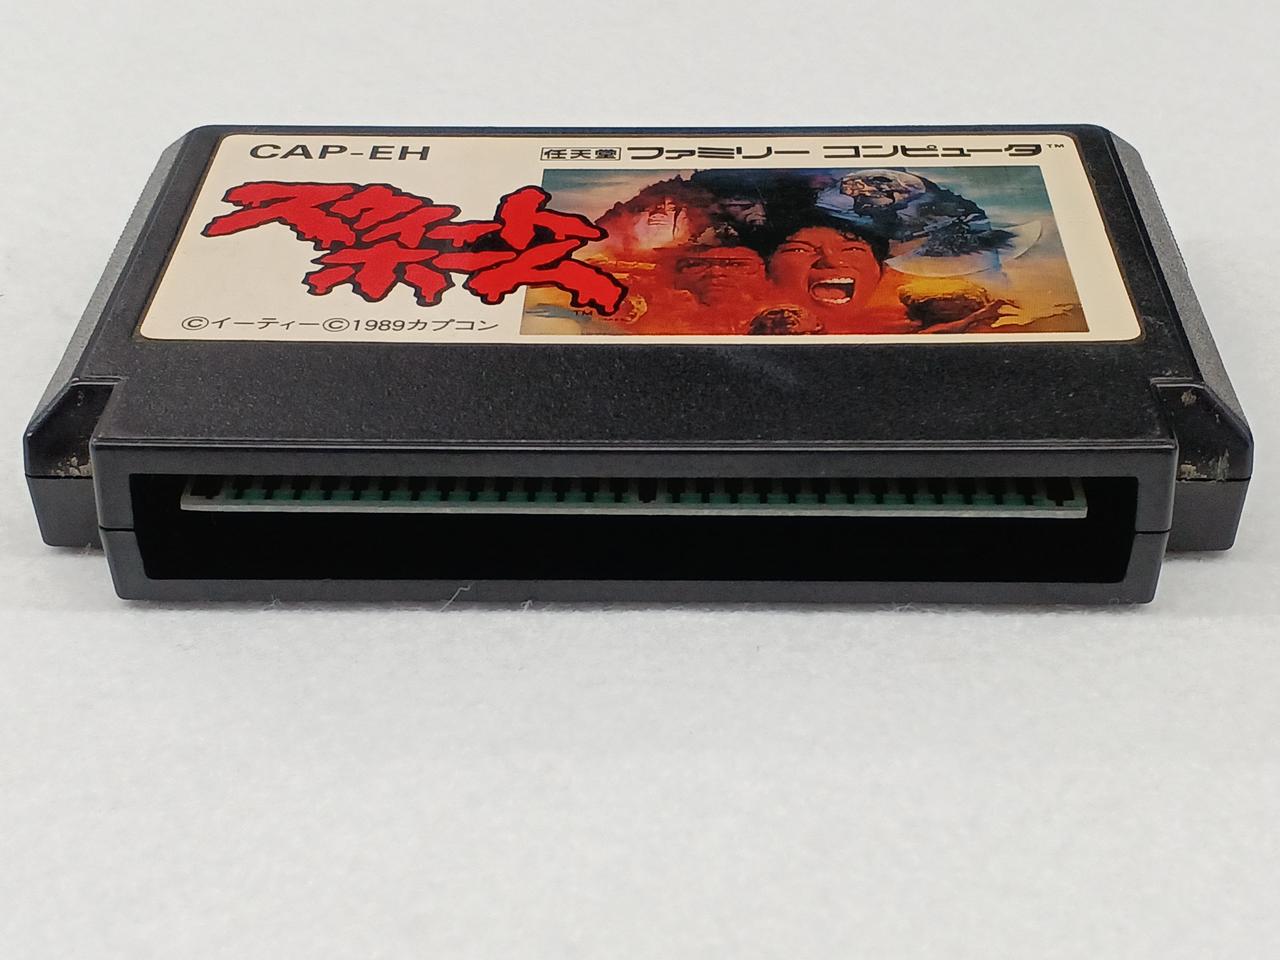 CAP-EH
任天堂 ファミリー コンピュータ™
スウィート
ホーム™
©イーティー©1989カプコン